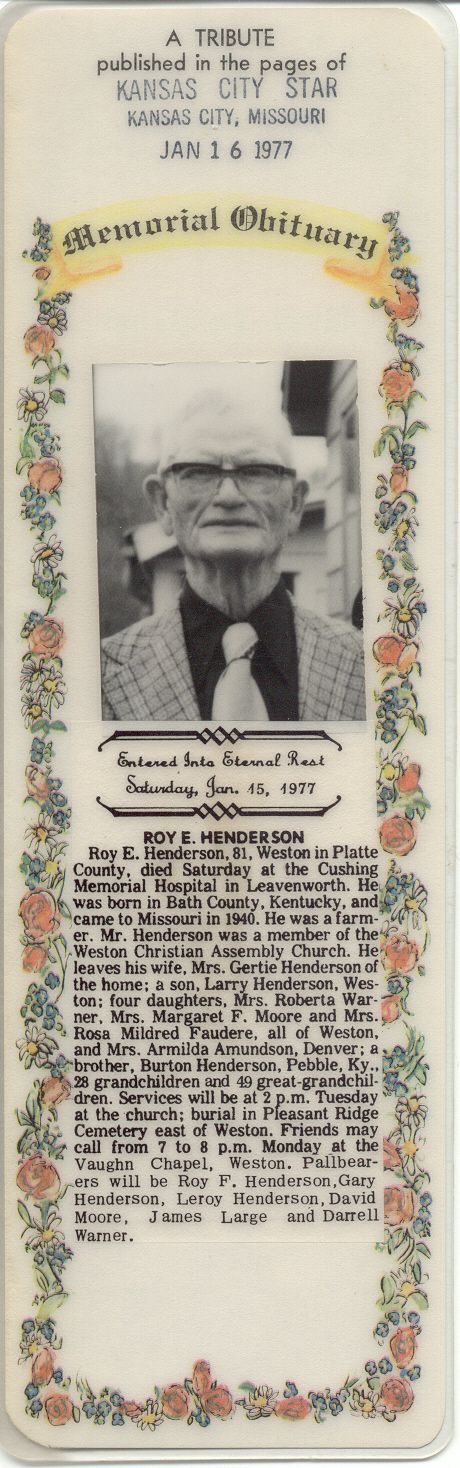 A TRIBUTE
published in the pages of
KANSAS CITY STAR
KANSAS CITY, MISSOURI
JAN 16 1977
Memorial Obituary
Entered Into Eternal Rest
Saturday, Jan. 15, 1977
ROY E. HENDERSON
Roy E. Henderson, 81, Weston in Platte
County, died Saturday at the Cushing
Memorial Hospital in Leavenworth. He
was born in Bath County, Kentucky, and
came to Missouri in 1940. He was a farm-
er. Mr. Henderson was a member of the
Weston Christian Assembly Church. He
leaves his wife, Mrs. Gertie Henderson of
the home; a son, Larry Henderson, Wes-
ton; four daughters, Mrs. Roberta War-
ner, Mrs. Margaret F. Moore and Mrs.
Rosa Mildred Faudere, all of Weston,
and Mrs. Armilda Amundson, Denver; a
brother, Burton Henderson, Pebble, Ky.,
28 grandchildren and 49 great-grandchil-
dren. Services will be at 2 p.m. Tuesday
at the church; burial in Pleasant Ridge
Cemetery east of Weston. Friends may
call from 7 to 8 p.m. Monday at the
Vaughn Chapel, Weston. Pallbear-
ers will be Roy F. Henderson,Gary
Henderson, Leroy Henderson,David
Moore, James Large and Darrell
Warner.